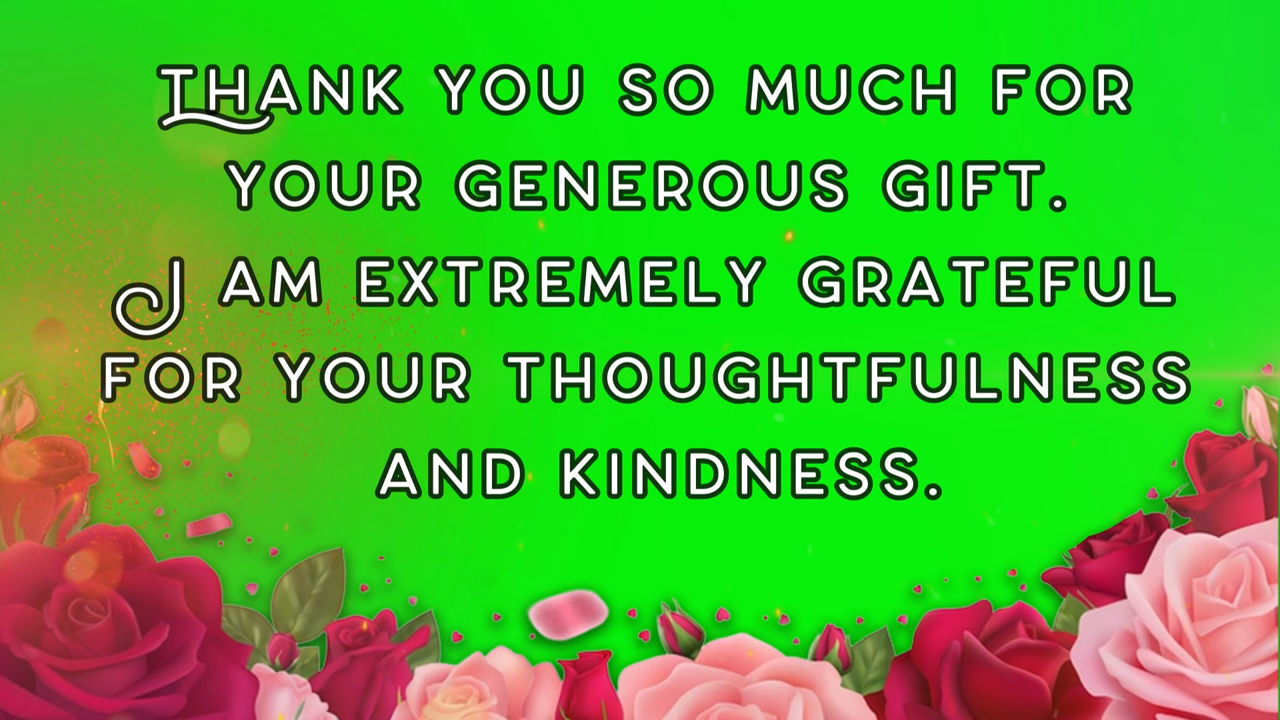 THANK YOU SO MUCH FOR
YOUR GENEROUS GIFT.
I AM EXTREMELY GRATEFUL
FOR YOUR THOUGHTFULNESS
AND KINDNESS.